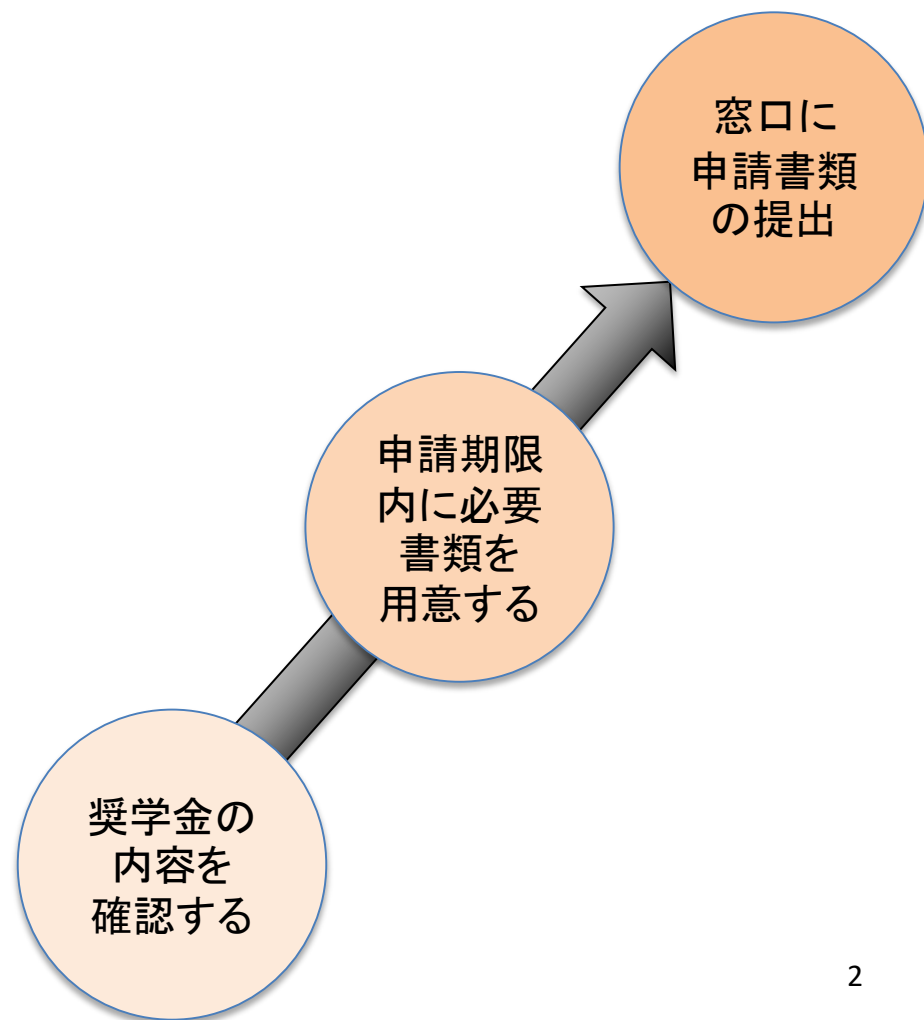 窓口に
申請書類
の提出
申請期限
内に必要
書類を
用意する
奨学金の
内容を
確認する
2